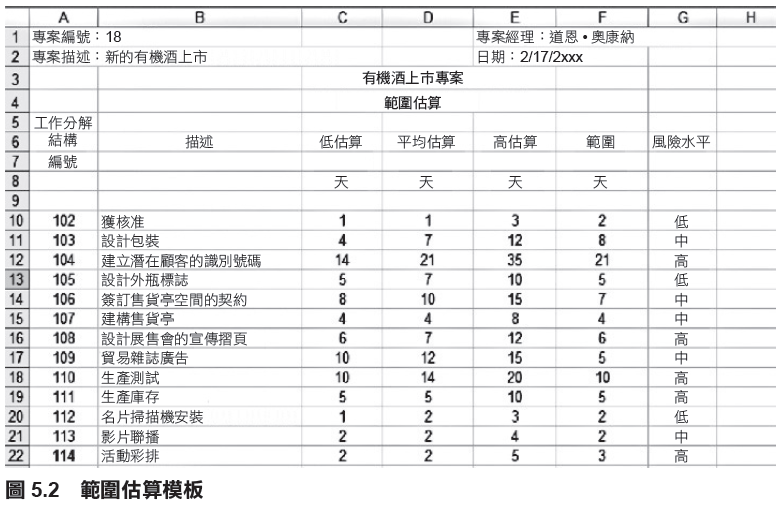 A B C D E F G H
1 專案編號：18 專案經理：道恩•奧康納
2 專案描述：新的有機酒上市 日期：2/17/2xxx
3 有機酒上市專案
4 範圍估算
5 工作分解
6 結構 描述 低估算 平均估算 高估算 範圍 風險水平
7 編號
8 天 天 天 天
9
10 102 獲核准 1 1 3 2 低
11 103 設計包裝 4 7 12 8 中
12 104 建立潛在顧客的識別號碼 14 21 35 21 高
13 105 設計外瓶標誌 5 7 10 5 低
14 106 簽訂售貨亭空間的契約 8 10 15 7 中
15 107 建構售貨亭 4 4 8 4 中
16 108 設計展售會的宣傳摺頁 6 7 12 6 高
17 109 貿易雜誌廣告 10 12 15 5 中
18 110 生產測試 10 14 20 10 高
19 111 生產庫存 5 5 10 5 高
20 112 名片掃描機安裝 1 2 3 2 低
21 113 影片聯播 2 2 4 2 中
22 114 活動彩排 2 2 5 3 高
圖 5.2 範圍估算模板